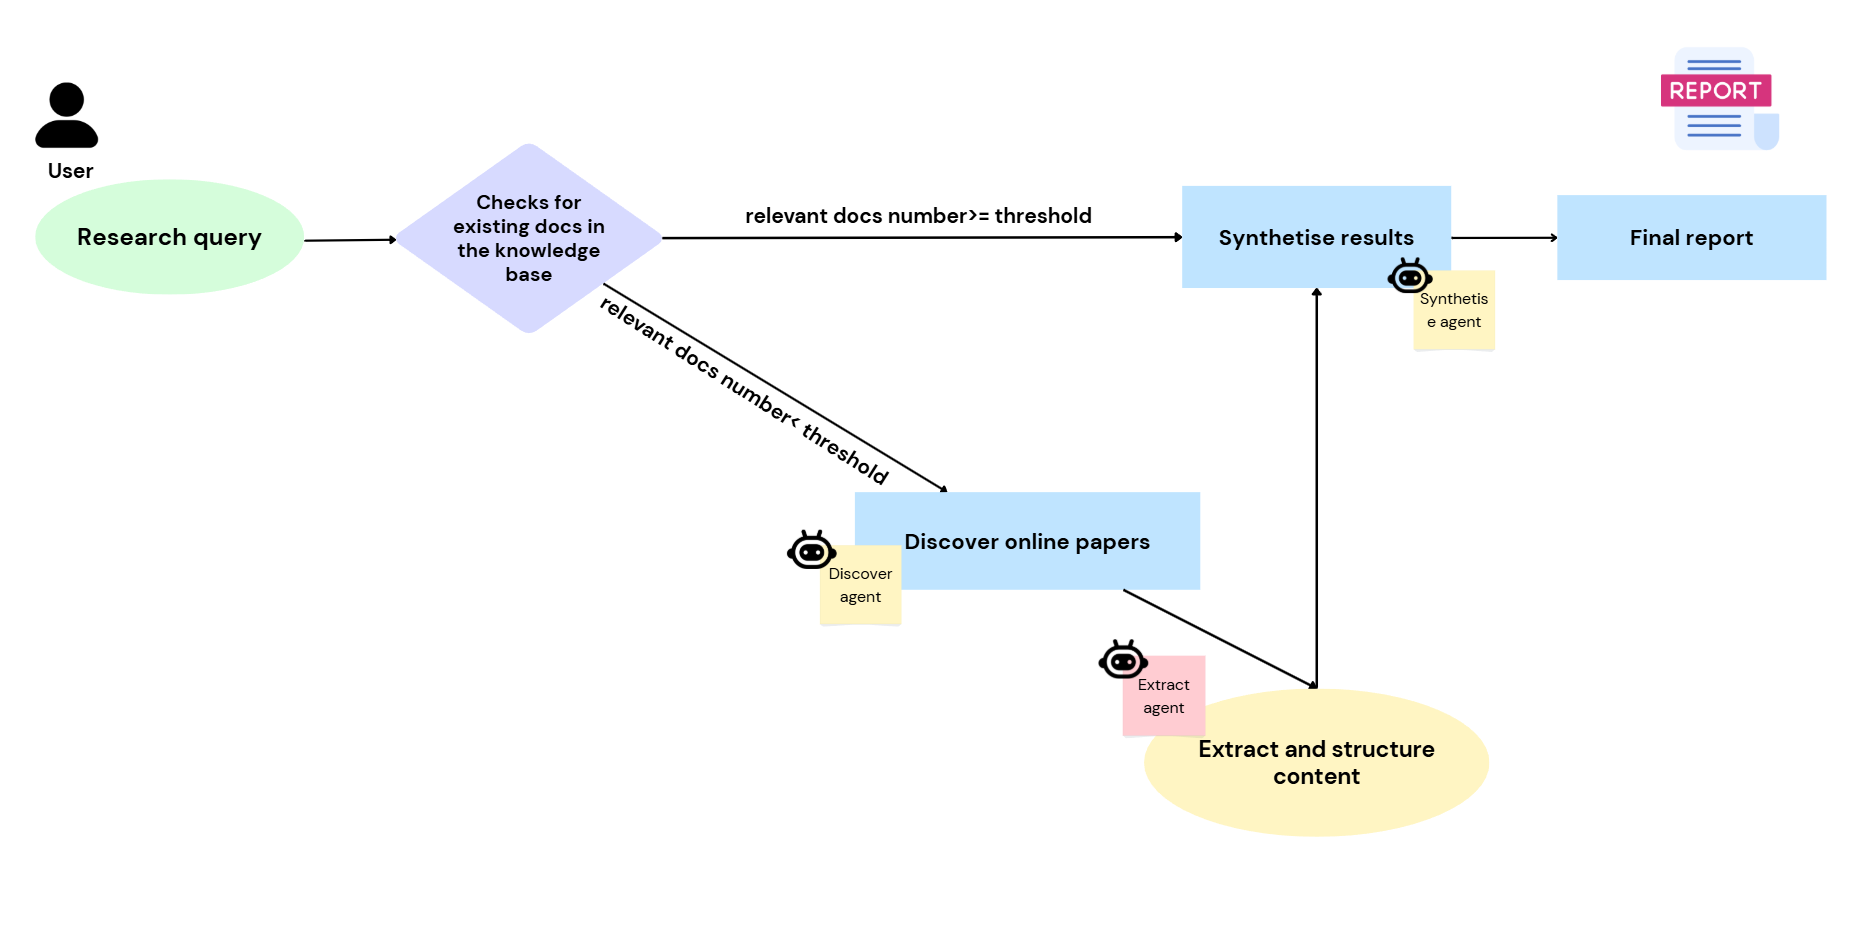 REPORT
User
Research query
Checks for
existing docs in
the knowledge
base
relevant docs number>= threshold
Synthetise results
Final report
Synthetis
e agent
relevant docs number< threshold
Discover online papers
Discover
agent
Extract
agent
Extract and structure
content